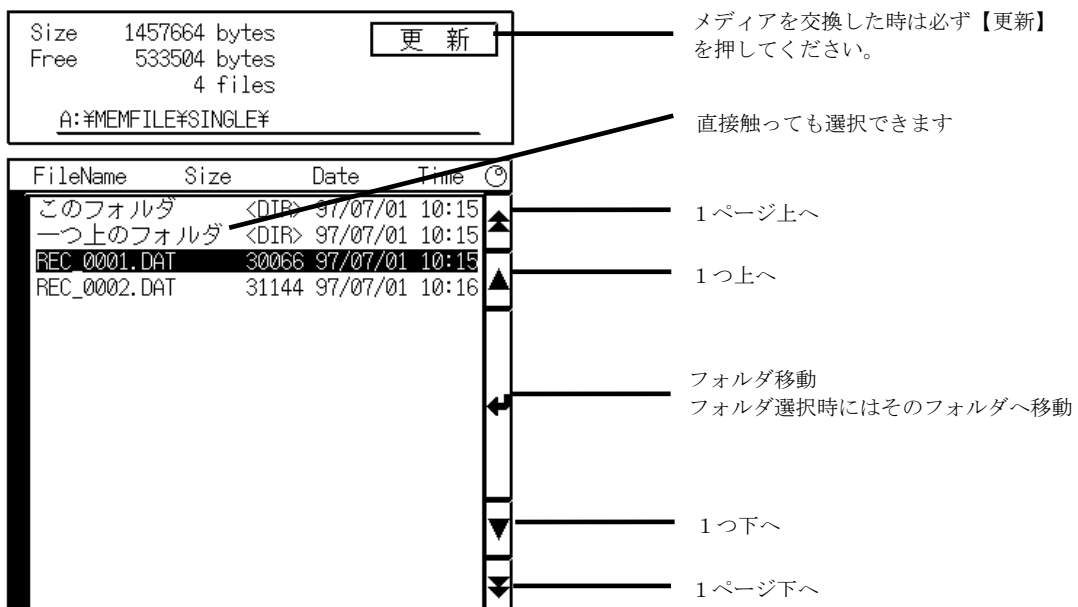 Size 1457664 bytes
更 新
Free 533504 bytes
4 files
A:¥MEMFILE¥SINGLE¥
メディアを交換した時は必ず【更新】
を押してください。
直接触っても選択できます
FileName Size Date Time
このフォルダ <DIR> 97/07/01 10:15
一つ上のフォルダ <DIR> 97/07/01 10:15
REC_0001.DAT 30066 97/07/01 10:15
REC_0002.DAT 31144 97/07/01 10:16
1ページ上へ
1つ上へ
フォルダ移動
フォルダ選択時にはそのフォルダへ移動
1つ下へ
1ページ下へ